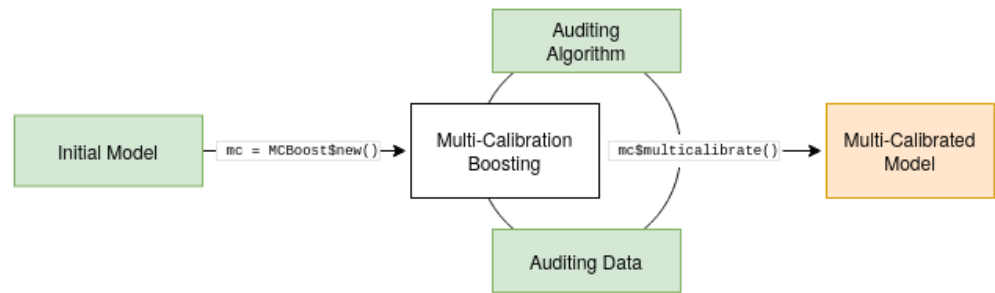 Auditing
Algorithm
Initial Model
mc = MCBoost$new()
Multi-Calibration
Boosting
mc$multicalibrate()
Multi-Calibrated
Model
Auditing Data